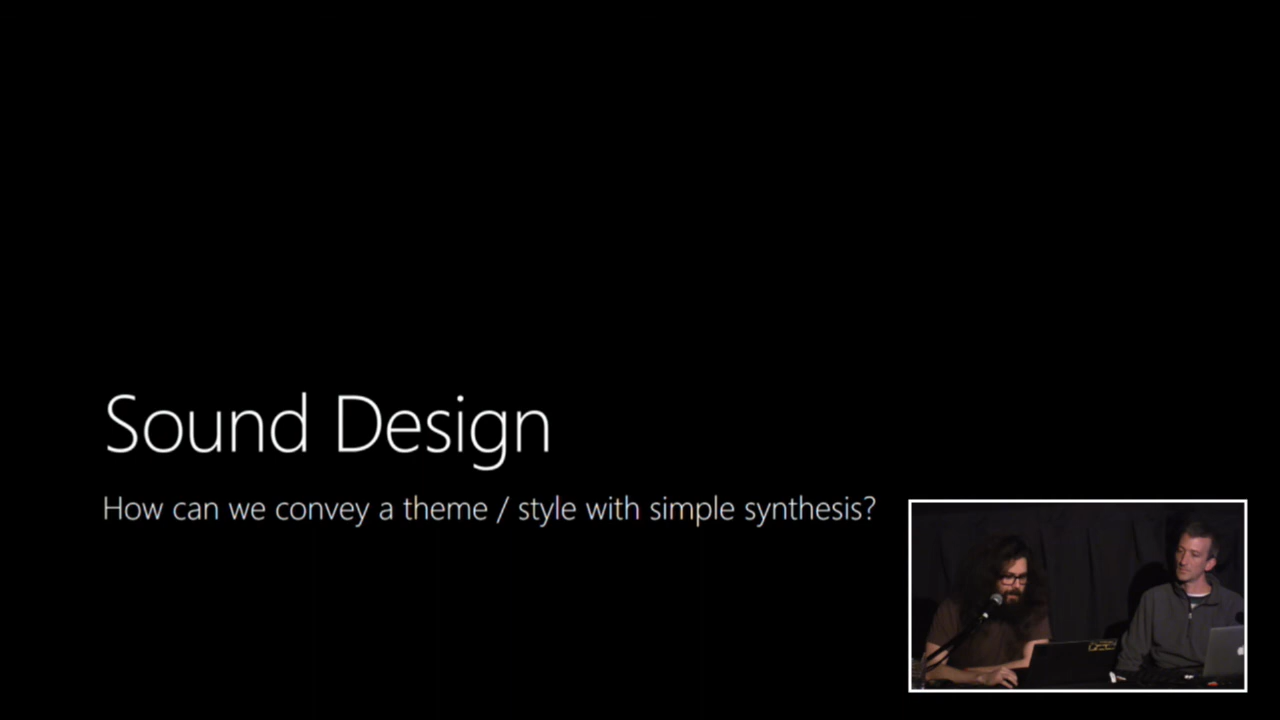 Sound Design
How can we convey a theme / style with simple synthesis?